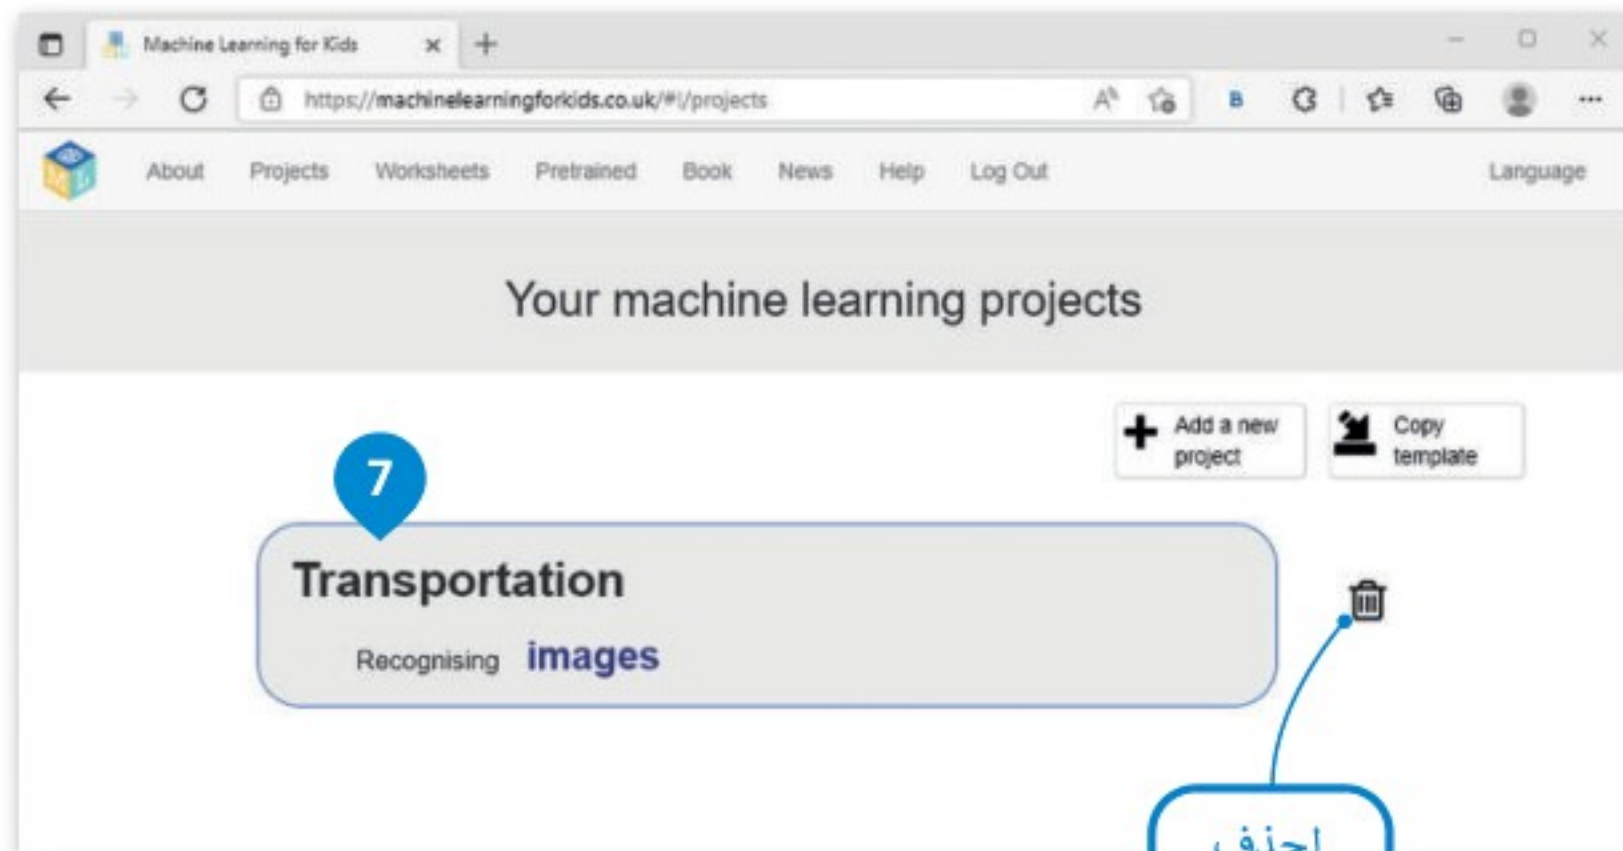 Machine Learning for Kids
https://machinelearningforkids.co.uk/#!/projects
About Projects Worksheets Pretrained Book News Help Log Out Language
Your machine learning projects
Add a new project
Copy template
7
Transportation
Recognising images
احذف